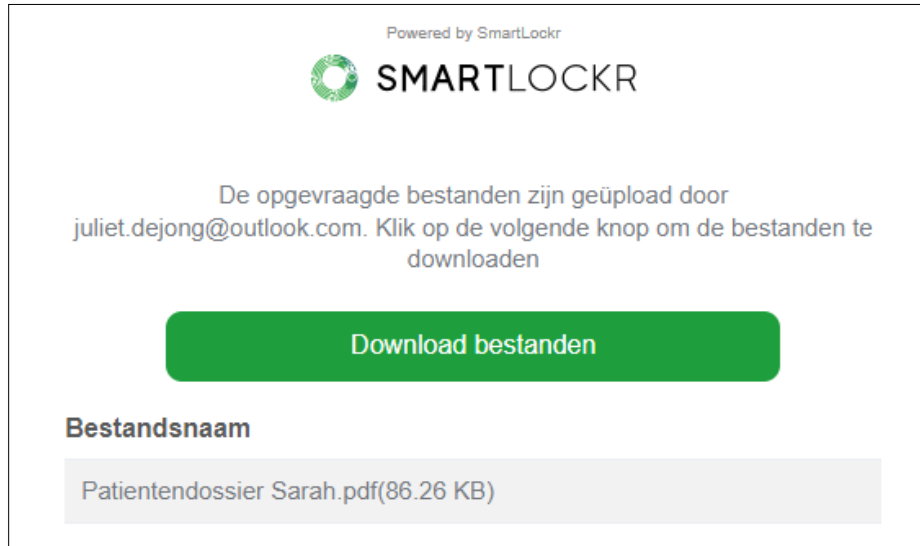 Powered by SmartLockr
SMARTLOCKR
De opgevraagde bestanden zijn geüpload door
juliet.dejong@outlook.com. Klik op de volgende knop om de bestanden te
downloaden
Download bestanden
Bestandsnaam
Patientendossier Sarah.pdf(86.26 KB)